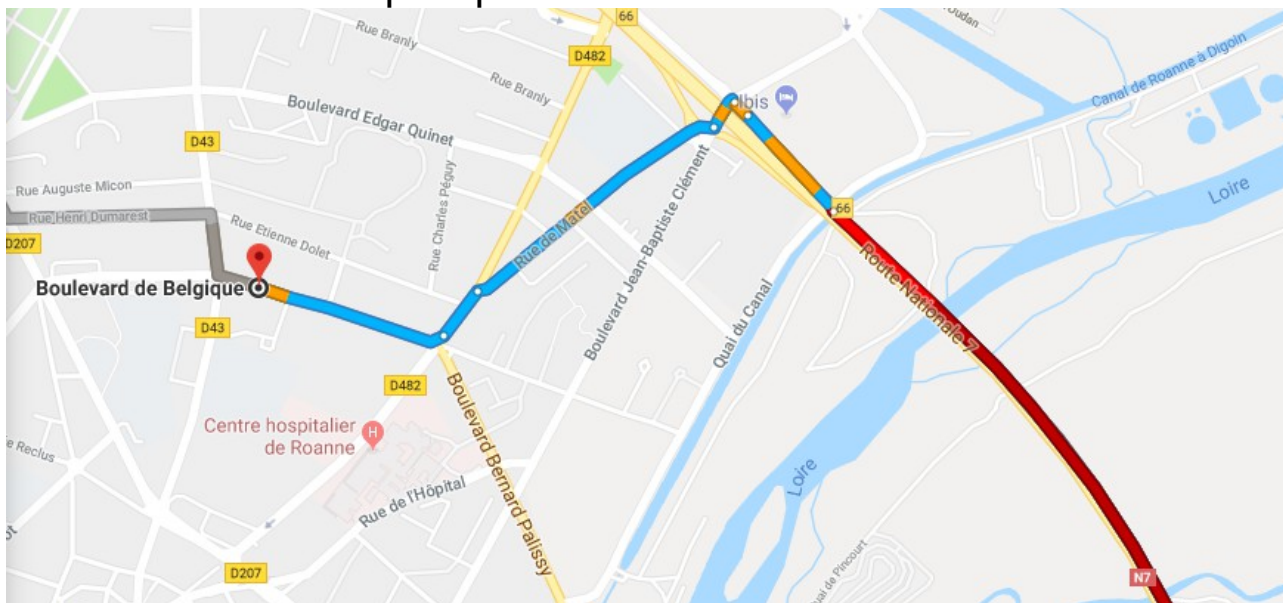 66
Rue Branly
D482
Rue Branly
Ibis
Canal de Roanne à Digoin
Boulevard Edgar Quinet
D43
Loire
Rue Auguste Micon
Rue Charles Péguy
Boulevard Jean-Baptiste Clément
66
Rue Henri Dumarest
Rue Etienne Dolet
Rue de Matel
D207
Route Nationale 7
Boulevard de Belgique
Quai du Canal
D43
D482
Boulevard Bernard Palissy
Centre hospitalier
de Roanne
H
Loire
Reclus
Rue de l'Hôpital
D207
N7